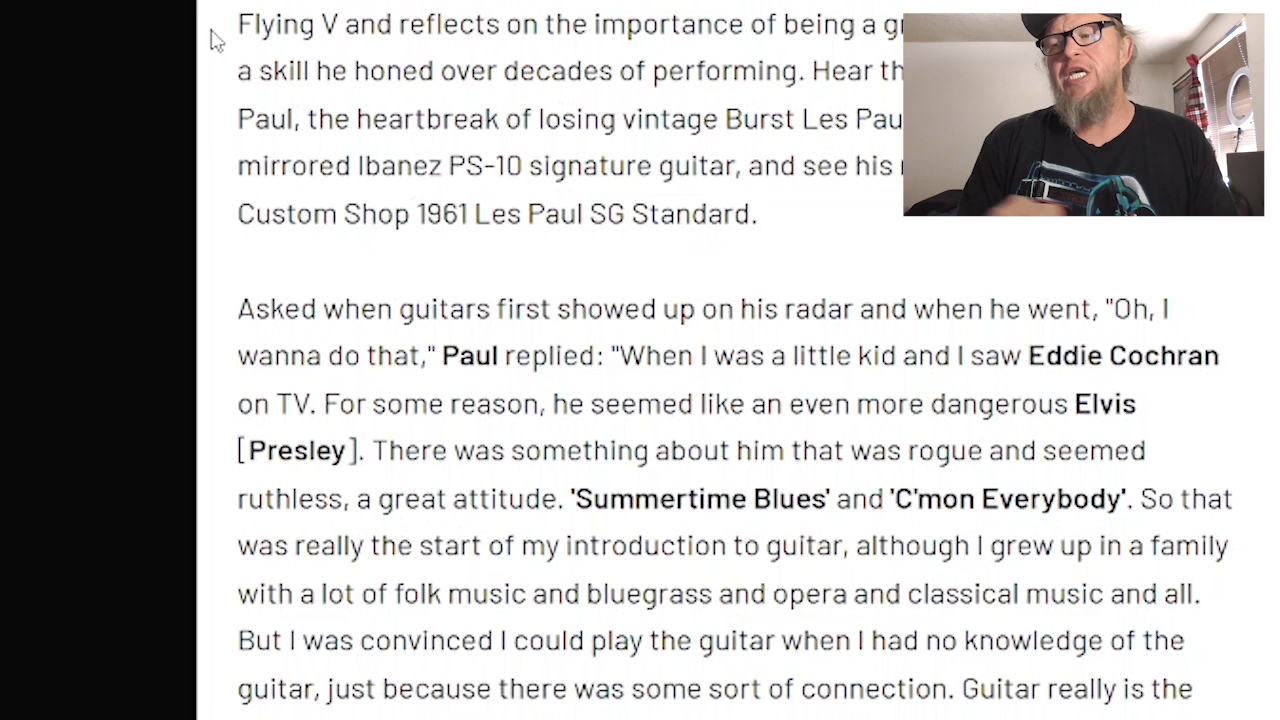 Flying V and reflects on the importance of being a
a skill he honed over decades of performing. Hear
Paul, the heartbreak of losing vintage Burst Les
mirrored Ibanez PS-10 signature guitar, and see his
Custom Shop 1961 Les Paul SG Standard.
Asked when guitars first showed up on his radar and when he went, "Oh, I
wanna do that," Paul replied: "When I was a little kid and I saw Eddie Cochran
on TV. For some reason, he seemed like an even more dangerous Elvis
[Presley]. There was something about him that was rogue and seemed
ruthless, a great attitude. 'Summertime Blues' and 'C'mon Everybody'. So that
was really the start of my introduction to guitar, although I grew up in a family
with a lot of folk music and bluegrass and opera and classical music and all.
But I was convinced I could play the guitar when I had no knowledge of the
guitar, just because there was some sort of connection. Guitar really is the